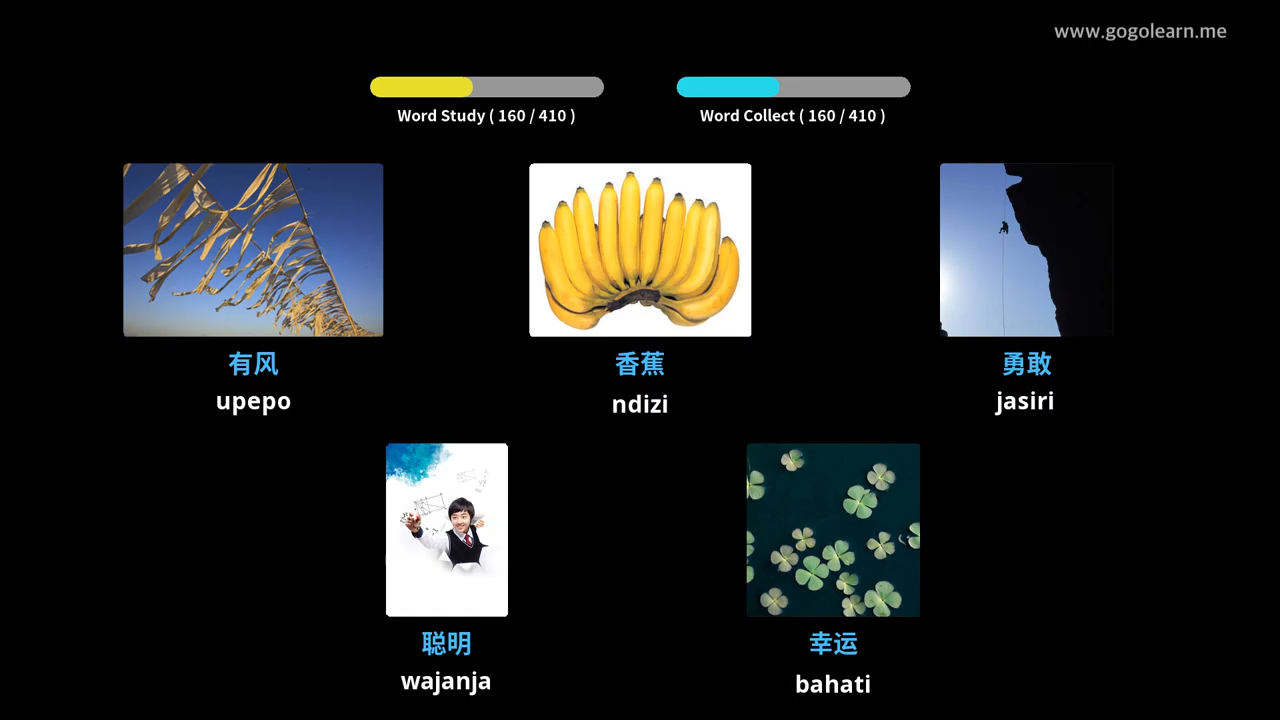 www.gogolearn.me
Word Study ( 160 / 410 )
Word Collect ( 160 / 410 )
有风
upepo
香蕉
ndizi
勇敢
jasiri
聪明
wajanja
幸运
bahati